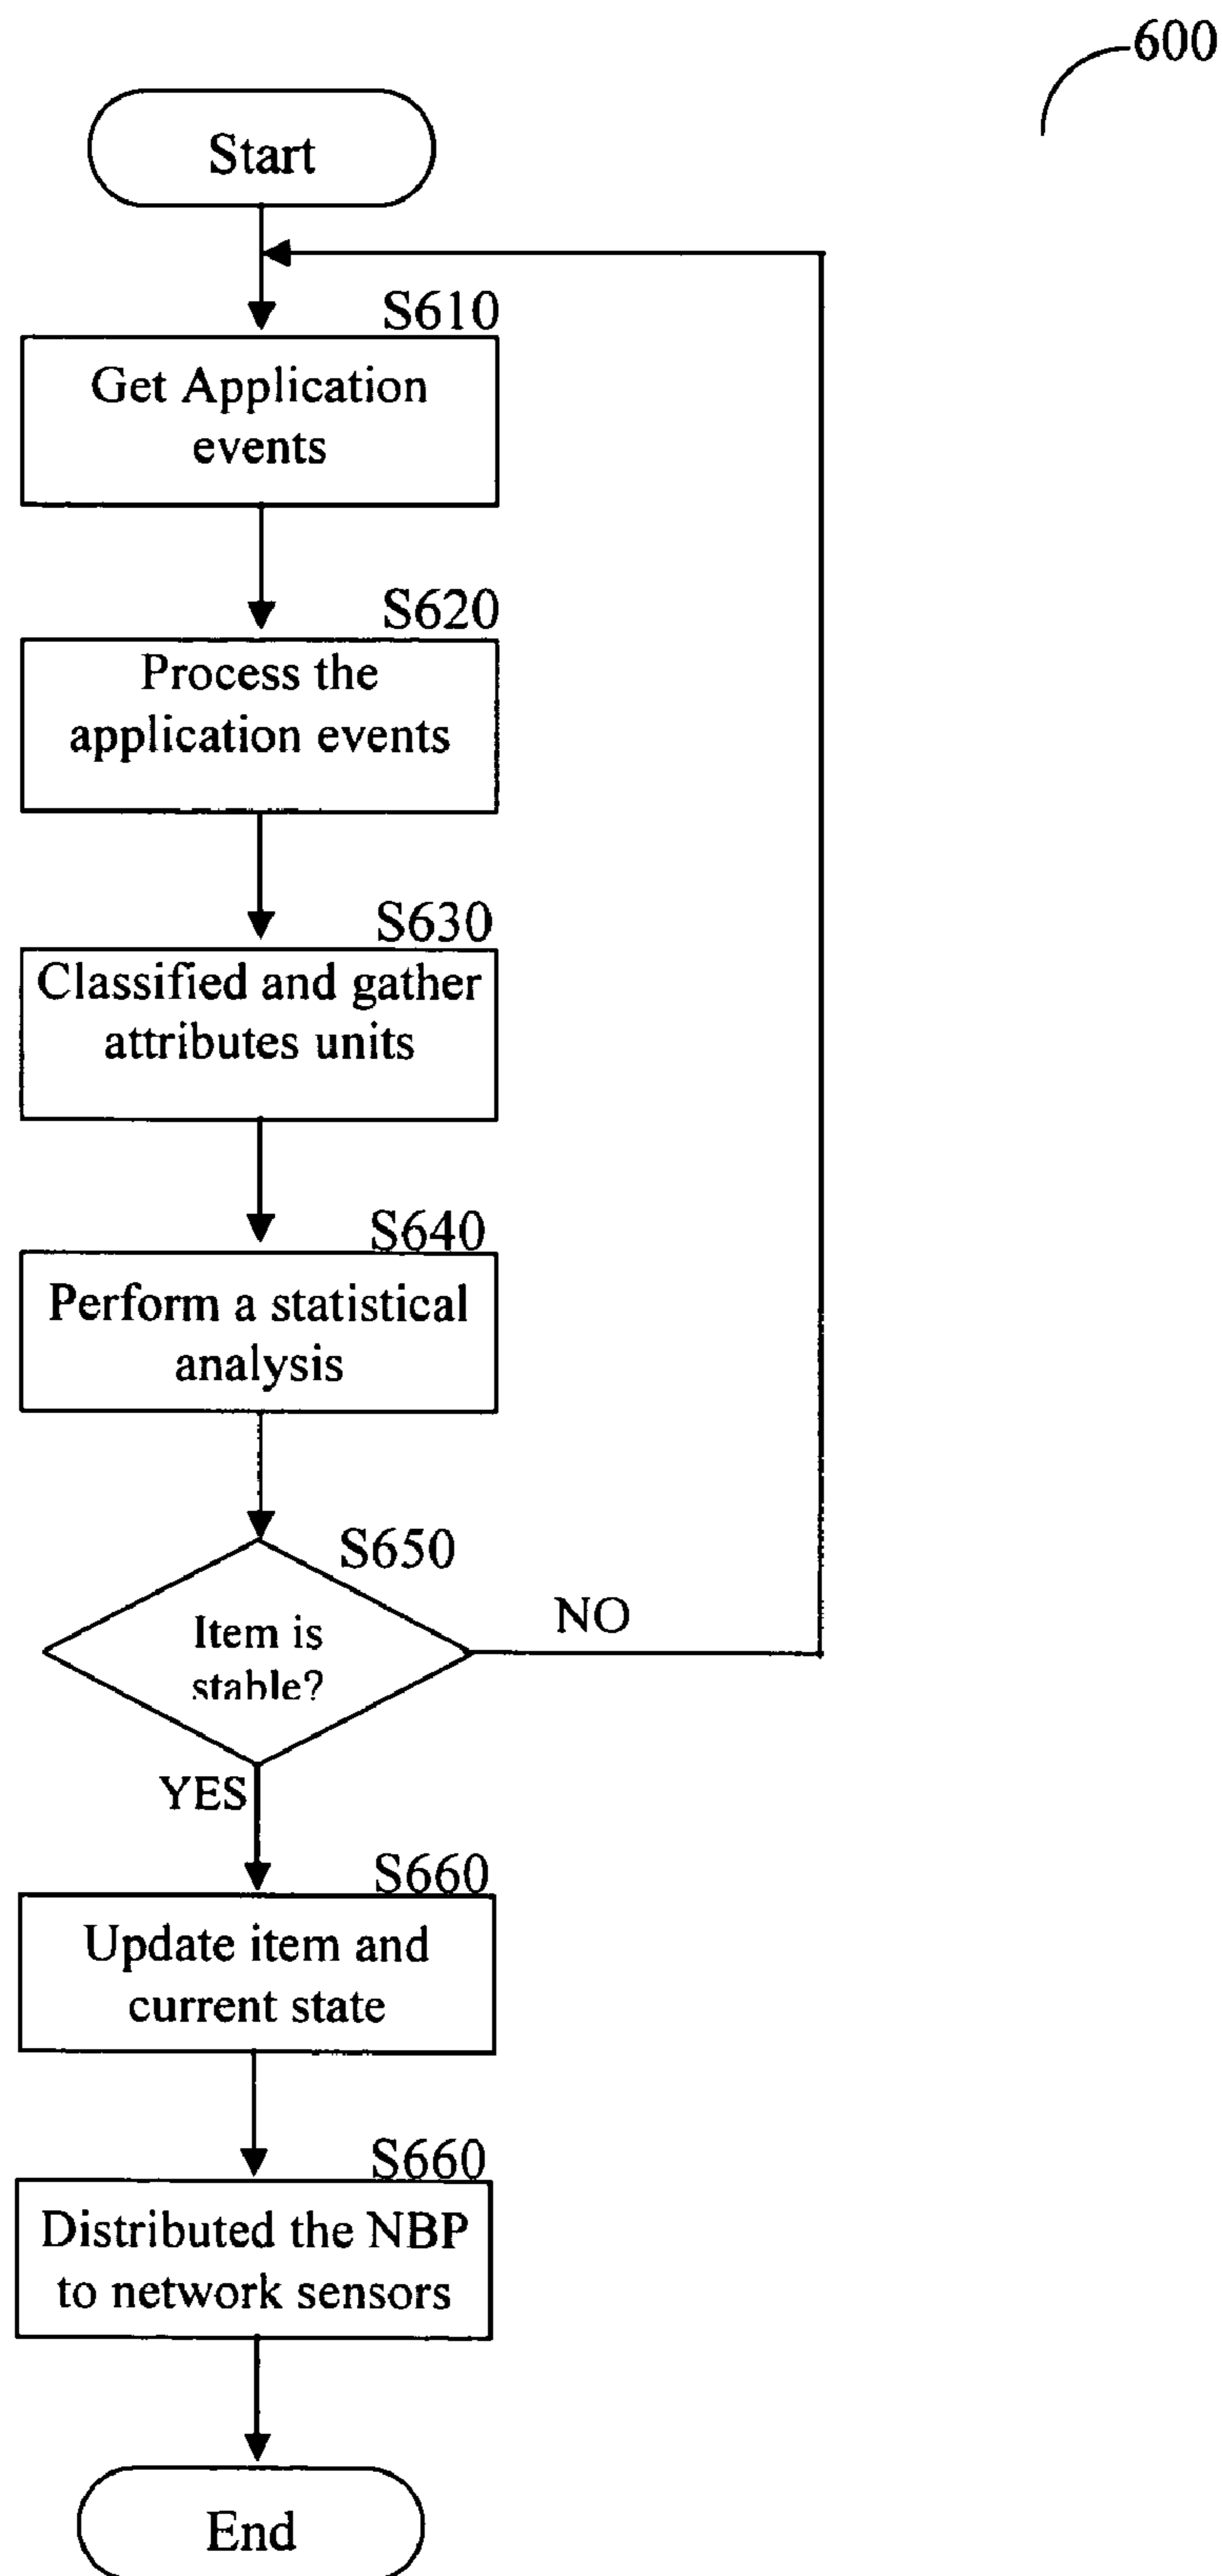 600
Start
S610
Get Application
events
S620
Process the
application events
S630
Classified and gather
attributes units
S640
Perform a statistical
analysis
S650
Item is
stable?
NO
YES
S660
Update item and
current state
S660
Distributed the NBP
to network sensors
End